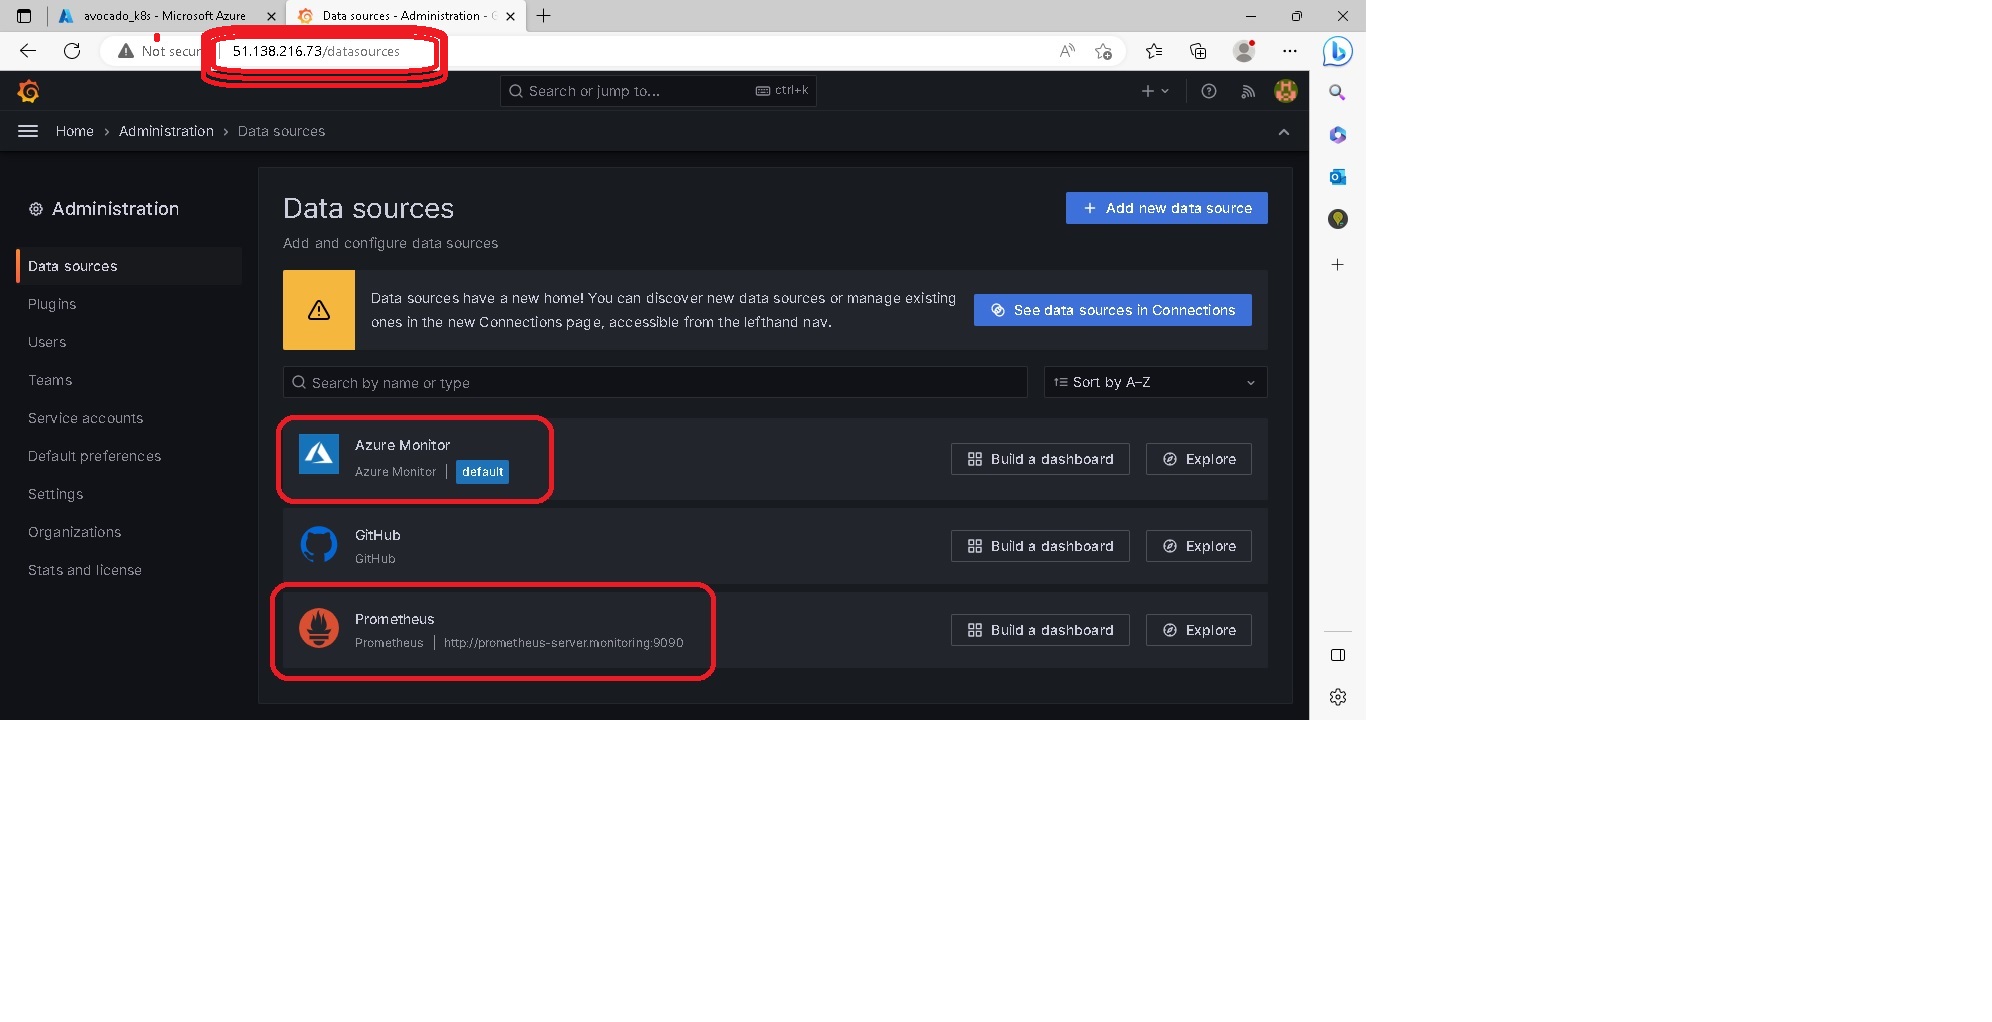 avocado_k8s - Microsoft Azure
Data sources - Administration - G
Not secur
51.138.216.73/datasources
Search or jump to...
ctrl+k
Home › Administration › Data sources
Administration
Data sources
Plugins
Users
Teams
Service accounts
Default preferences
Settings
Organizations
Stats and license
Data sources
Add new data source
Add and configure data sources
Data sources have a new home! You can discover new data sources or manage existing
ones in the new Connections page, accessible from the lefthand nav.
See data sources in Connections
Search by name or type
Sort by A–Z
Azure Monitor
Azure Monitor | default
Build a dashboard
Explore
GitHub
GitHub
Build a dashboard
Explore
Prometheus
Prometheus | http://prometheus-server.monitoring:9090
Build a dashboard
Explore